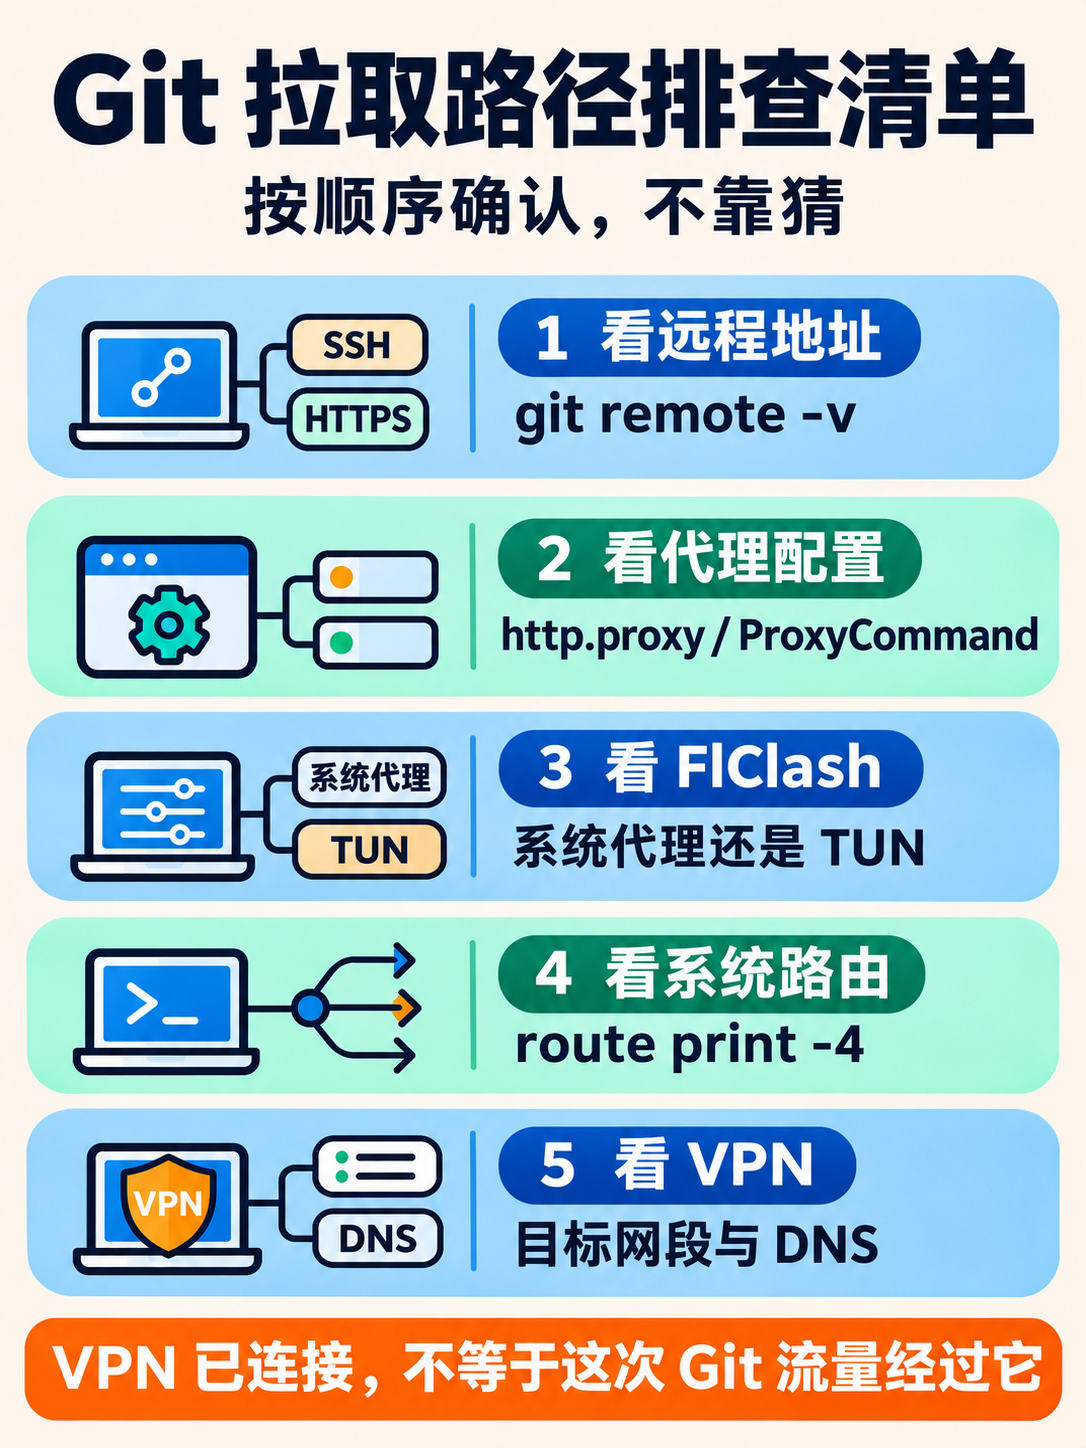 Git 拉取路径排查清单
按顺序确认，不靠猜
SSH
HTTPS
1 看远程地址
git remote -v
2 看代理配置
http.proxy / ProxyCommand
系统代理
TUN
3 看 FlClash
系统代理还是 TUN
4 看系统路由
route print -4
VPN
DNS
5 看 VPN
目标网段与 DNS
VPN 已连接，不等于这次 Git 流量经过它